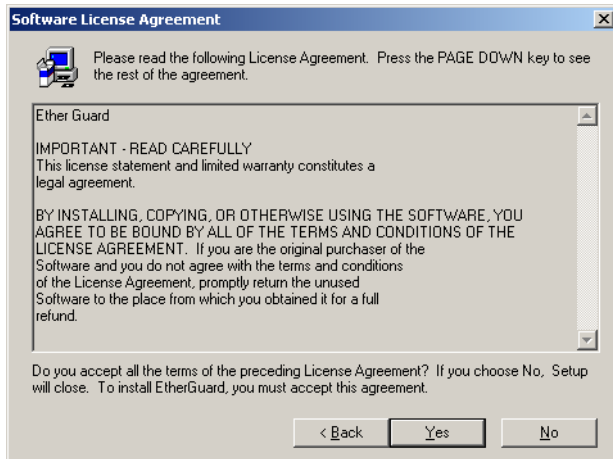 Software License Agreement
Please read the following License Agreement. Press the PAGE DOWN key to see
the rest of the agreement.
Ether Guard
IMPORTANT - READ CAREFULLY
This license statement and limited warranty constitutes a
legal agreement.
BY INSTALLING, COPYING, OR OTHERWISE USING THE SOFTWARE, YOU
AGREE TO BE BOUND BY ALL OF THE TERMS AND CONDITIONS OF THE
LICENSE AGREEMENT. If you are the original purchaser of the
Software and you do not agree with the terms and conditions
of the License Agreement, promptly return the unused
Software to the place from which you obtained it for a full
refund.
Do you accept all the terms of the preceding License Agreement? If you choose No, Setup
will close. To install EtherGuard, you must accept this agreement.
< Back Yes No